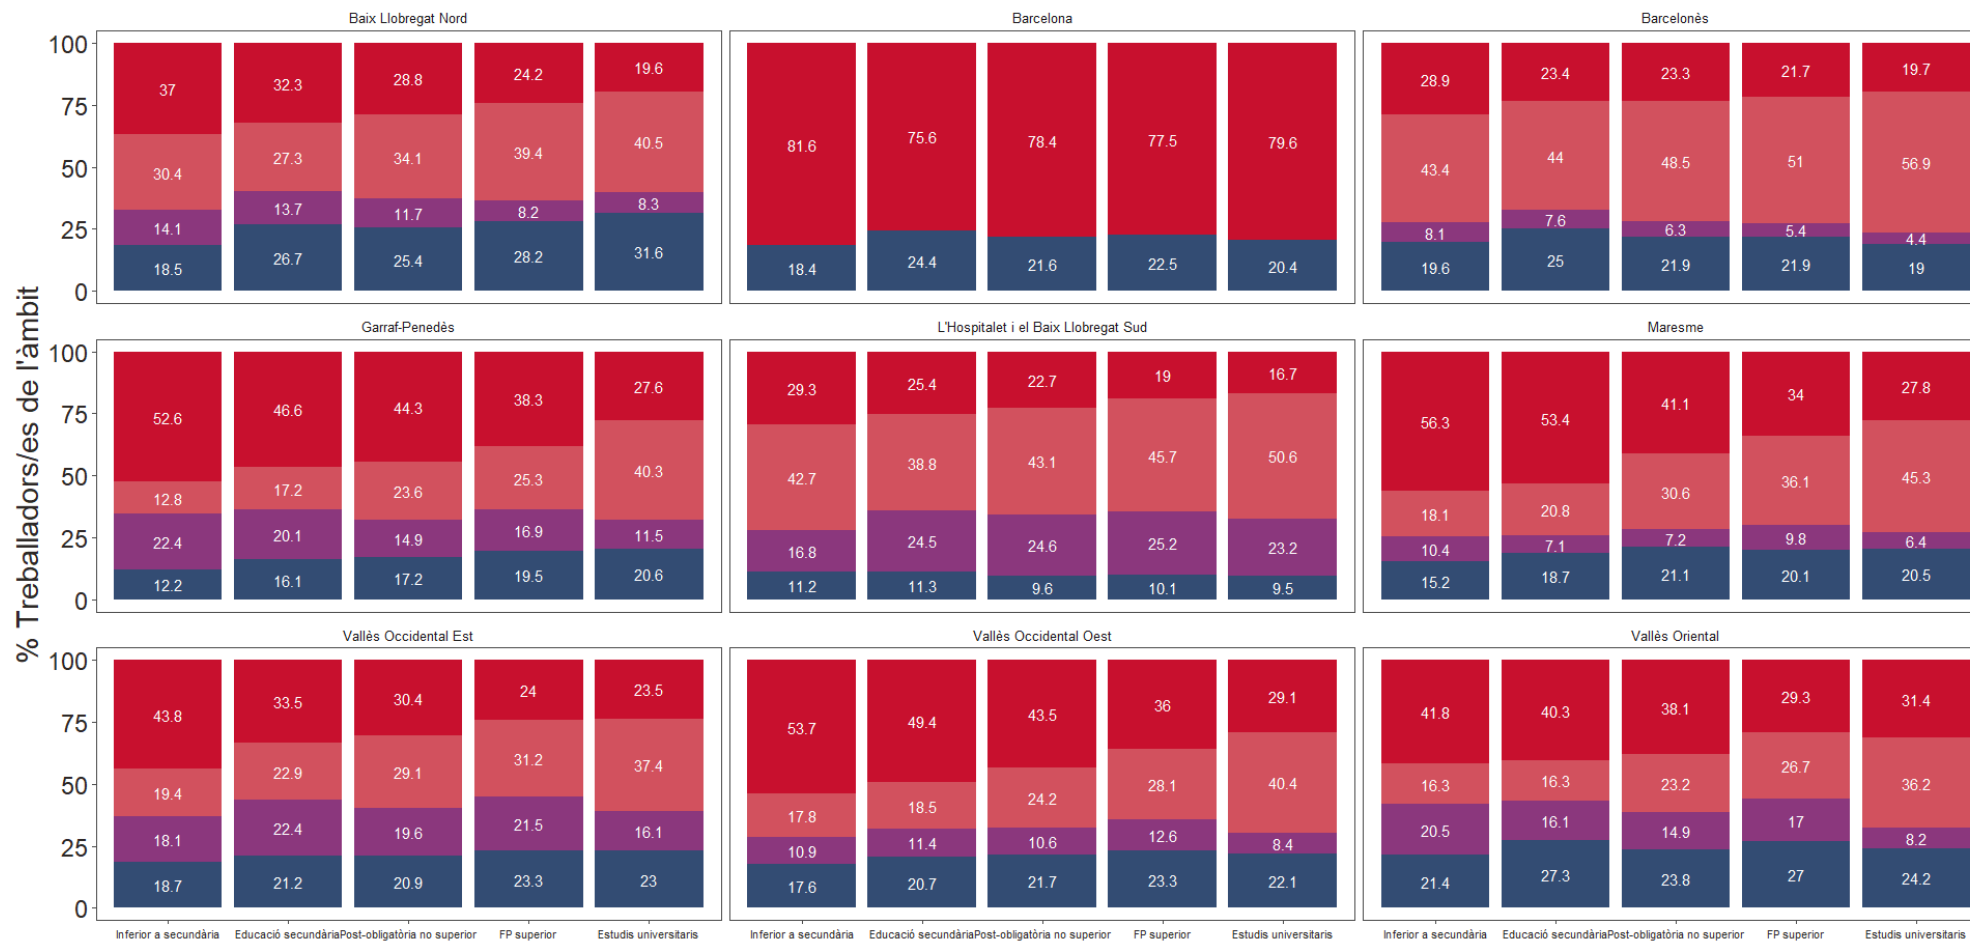 Baix Llobregat Nord
Barcelona
Barcelonès
% Treballadors/es de l'àmbit
100
75
50
25
0
37 32.3 28.8 24.2 19.6
30.4 27.3 34.1 39.4 40.5
14.1 13.7 11.7 8.2 8.3
18.5 26.7 25.4 28.2 31.6
81.6 75.6 78.4 77.5 79.6
18.4 24.4 21.6 22.5 20.4
28.9 23.4 23.3 21.7 19.7
43.4 44 48.5 51 56.9
8.1 7.6 6.3 5.4 4.4
19.6 25 21.9 21.9 19
Garraf-Penedès
L'Hospitalet i el Baix Llobregat Sud
Maresme
100
75
50
25
0
52.6 46.6 44.3 38.3 27.6
12.8 17.2 23.6 25.3 40.3
22.4 20.1 14.9 16.9 11.5
12.2 16.1 17.2 19.5 20.6
29.3 25.4 22.7 19 16.7
42.7 38.8 43.1 45.7 50.6
16.8 24.5 24.6 25.2 23.2
11.2 11.3 9.6 10.1 9.5
56.3 53.4 41.1 34 27.8
18.1 20.8 30.6 36.1 45.3
10.4 7.1 7.2 9.8 6.4
15.2 18.7 21.1 20.1 20.5
Vallès Occidental Est
Vallès Occidental Oest
Vallès Oriental
100
75
50
25
0
43.8 33.5 30.4 24 23.5
19.4 22.9 29.1 31.2 37.4
18.1 22.4 19.6 21.5 16.1
18.7 21.2 20.9 23.3 23
53.7 49.4 43.5 36 29.1
17.8 18.5 24.2 28.1 40.4
10.9 11.4 10.6 12.6 8.4
17.6 20.7 21.7 23.3 22.1
41.8 40.3 38.1 29.3 31.4
16.3 16.3 23.2 26.7 36.2
20.5 16.1 14.9 17 8.2
21.4 27.3 23.8 27 24.2
Inferior a secundària Educació secundària Post-obligatòria no superior FP superior Estudis universitaris
Inferior a secundària Educació secundària Post-obligatòria no superior FP superior Estudis universitaris
Inferior a secundària Educació secundària Post-obligatòria no superior FP superior Estudis universitaris